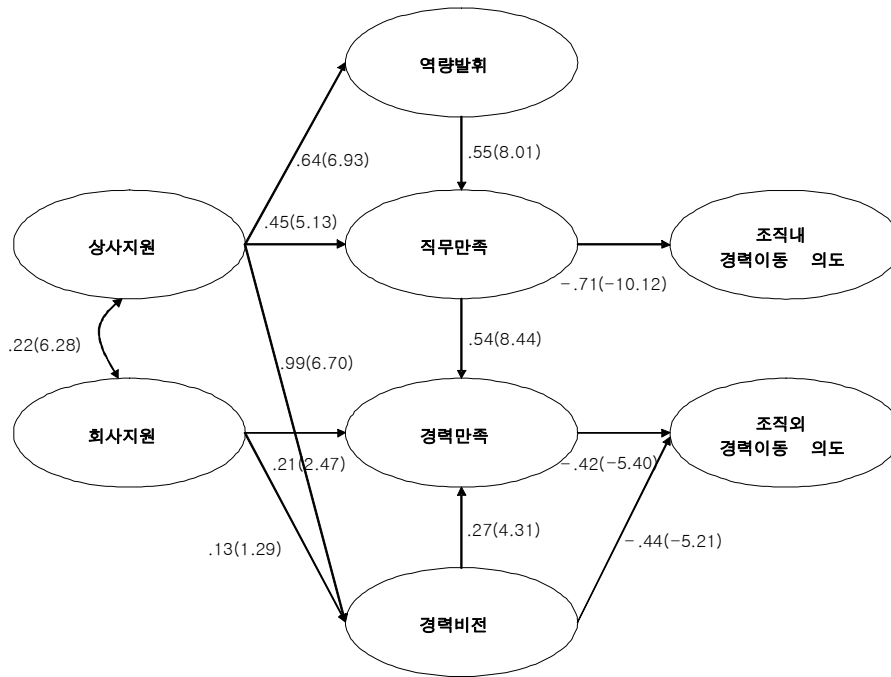 역량발휘
.64(6.93)
.55(8.01)
.45(5.13)
상사지원
직무만족
조직내
경력이동 의도
-.71(-10.12)
.22(6.28)
.99(6.70)
.54(8.44)
회사지원
경력만족
조직외
경력이동 의도
.21(2.47)
-.42(-5.40)
.13(1.29)
.27(4.31)
-.44(-5.21)
경력비전